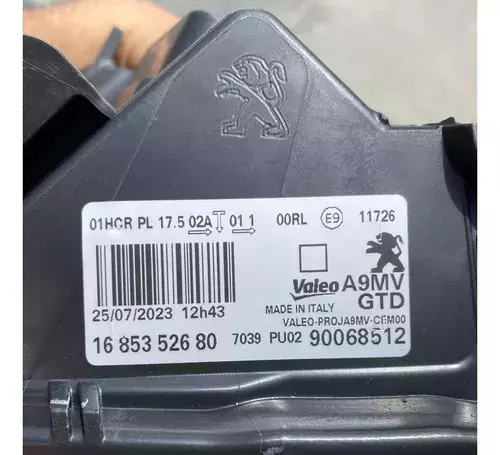 01HCR PL 17.5 02A 01 1 00RL E9 11726
Valeo A9MV
25/07/2023 12h43 MADE IN ITALY GTD
VALEO-PROJA9MV-CFM00
16 853 526 80 7039 PU02 90068512